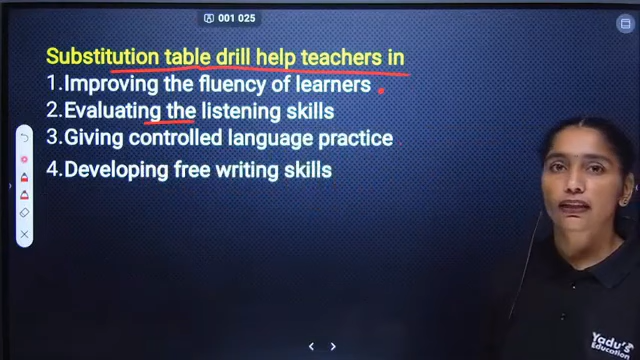 001 025
Substitution table drill help teachers in
1.Improving the fluency of learners
2.Evaluating the listening skills
3.Giving controlled language practice
4.Developing free writing skills
Yadu's
Education